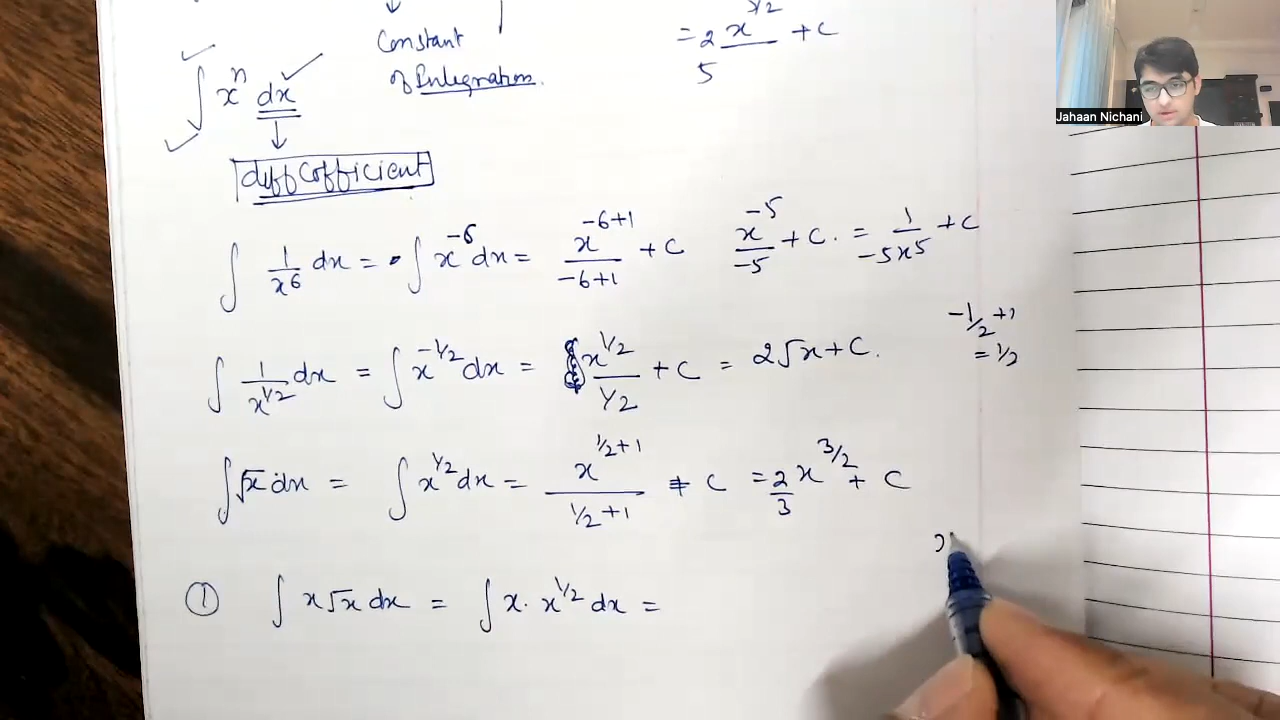 Constant
of Integration.
= 2/5 x^5/2 + C
∫ x^n dx
diff Cofficient
Jahaan Nichani
∫ 1/x^6 dx = ∫ x^-6 dx = x^-6+1/-6+1 + C x^-5/-5 + C. = 1/-5x^5 + C
-1/2 + 1
= 1/2
∫ 1/x^1/2 dx = ∫ x^-1/2 dx = x^1/2/1/2 + C = 2√x + C.
∫ √x dx = ∫ x^1/2 dx = x^1/2+1/1/2+1 + C = 2/3 x^3/2 + C
① ∫ x√x dx = ∫ x. x^1/2 dx =